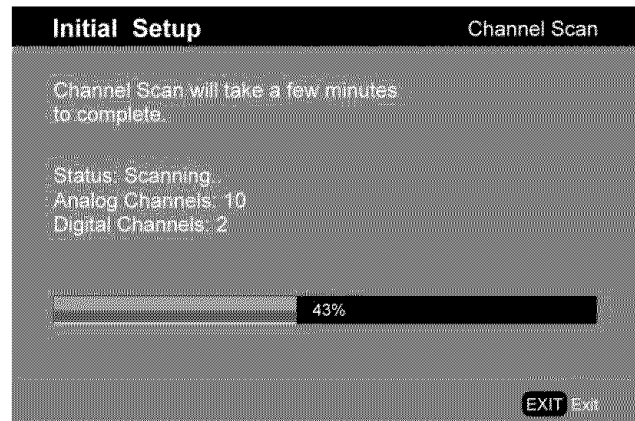 Initial Setup
Channel Scan
Channel Scan will take a few minutes
to complete.
Status: Scanning..
Analog Channels: 10
Digital Channels: 2
43%
EXIT Exit